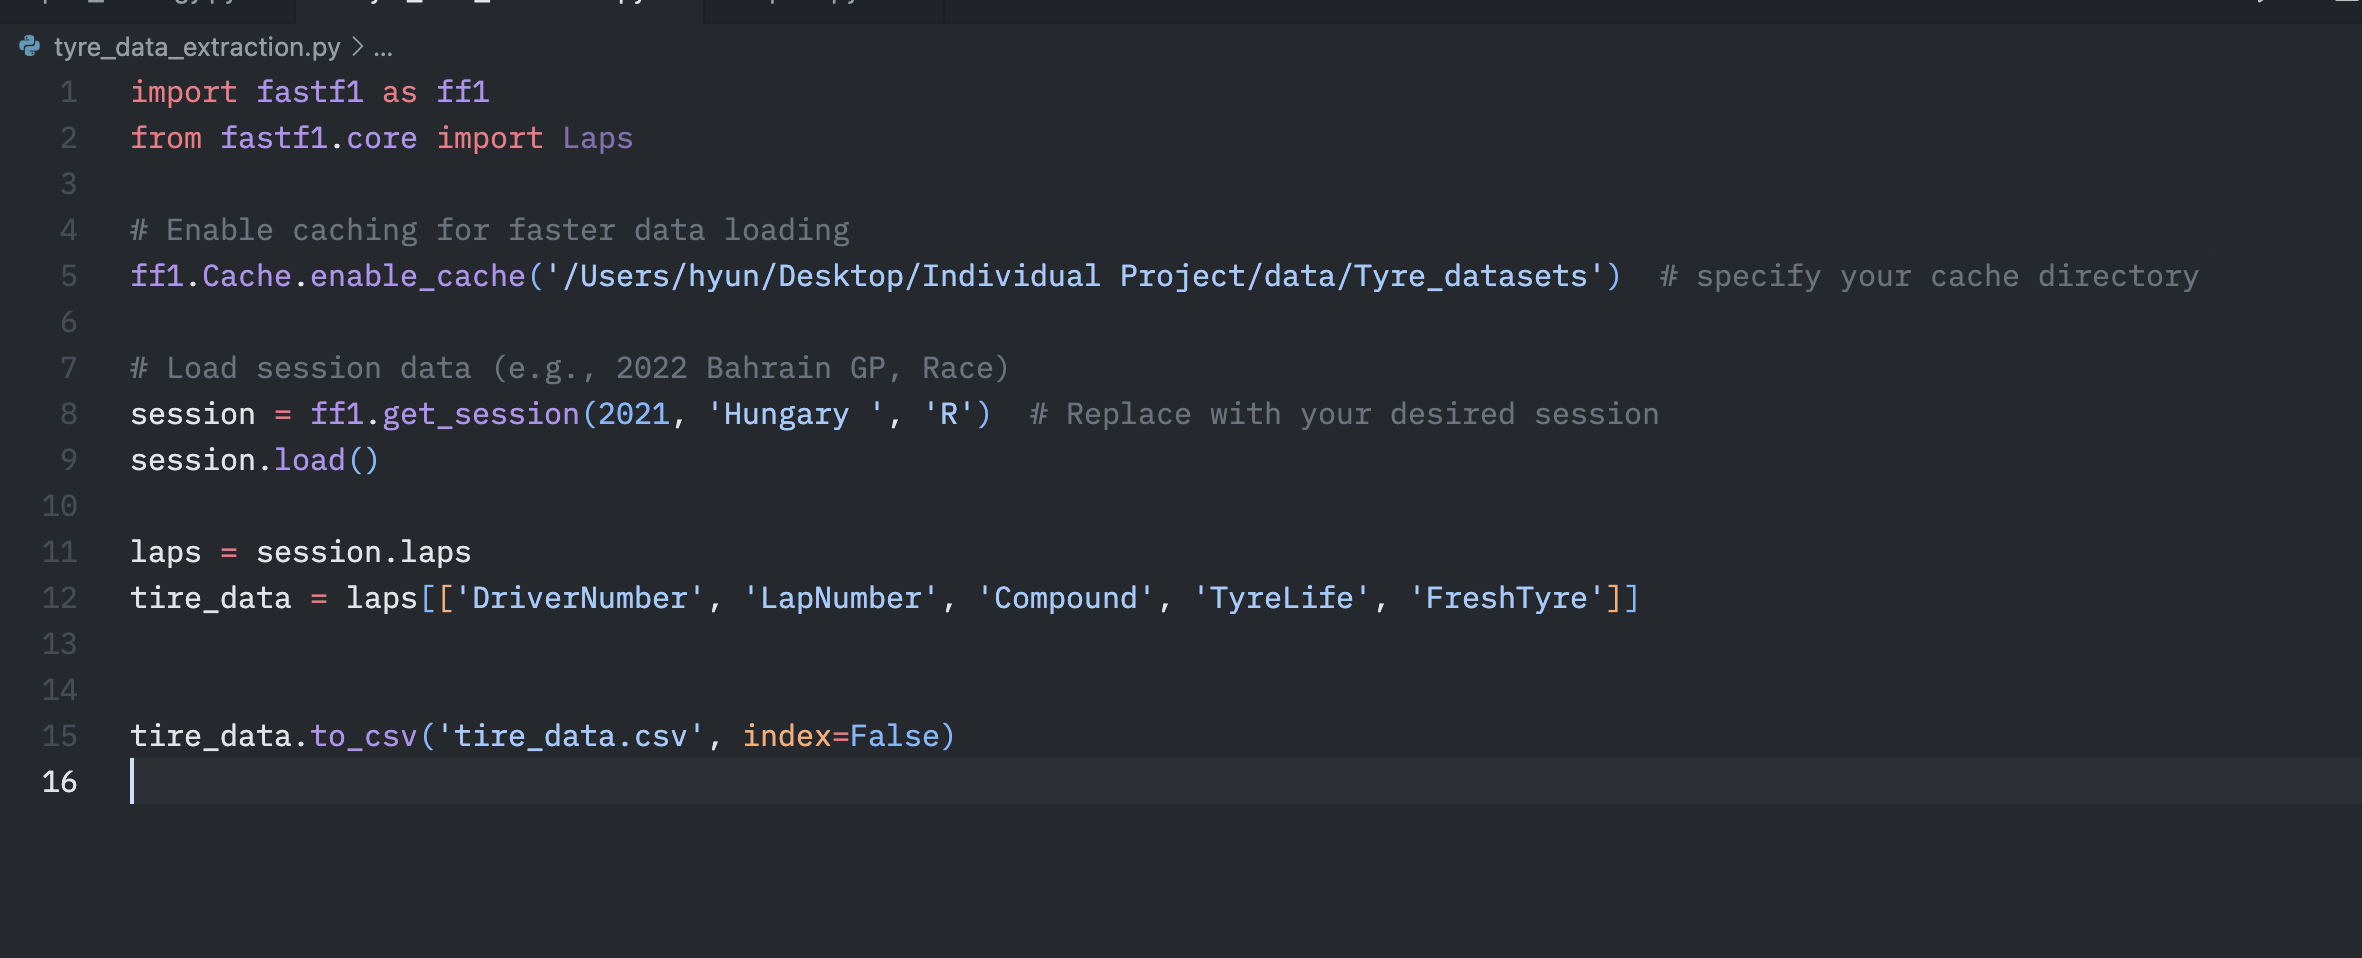 tyre_data_extraction.py > ...
1 import fastf1 as ff1
2 from fastf1.core import Laps
3
4 # Enable caching for faster data loading
5 ff1.Cache.enable_cache('/Users/hyun/Desktop/Individual Project/data/Tyre_datasets')  # specify your cache directory
6
7 # Load session data (e.g., 2022 Bahrain GP, Race)
8 session = ff1.get_session(2021, 'Hungary ', 'R')  # Replace with your desired session
9 session.load()
10
11 laps = session.laps
12 tire_data = laps[['DriverNumber', 'LapNumber', 'Compound', 'TyreLife', 'FreshTyre']]
13
14
15 tire_data.to_csv('tire_data.csv', index=False)
16